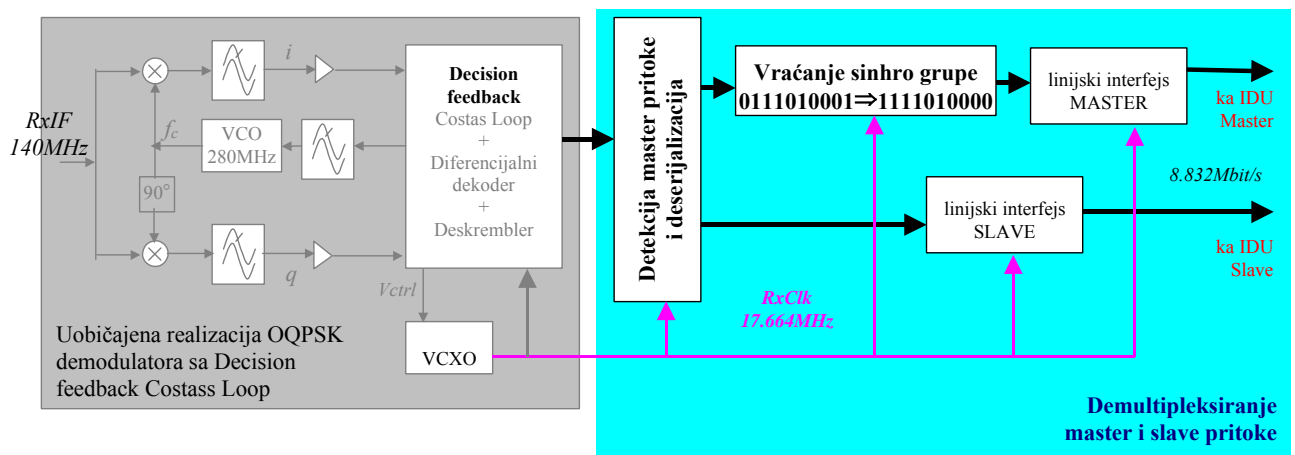 RxIF
140MHz
i
f_c
VCO
280MHz
90°
q
Decision
feedback
Costas Loop
+
Diferencijalni
dekoder
+
Deskrembler
Vctrl
VCXO
Uobičajena realizacija OQPSK
demodulatora sa Decision
feedback Costass Loop
Detekcija master pritoke
i deserijalizacija
Vraćanje sinhro grupe
0111010001⇒1111010000
linijski interfejs
MASTER
ka IDU
Master
8.832Mbit/s
linijski interfejs
SLAVE
ka IDU
Slave
RxClk
17.664MHz
Demultipleksiranje
master i slave pritoke